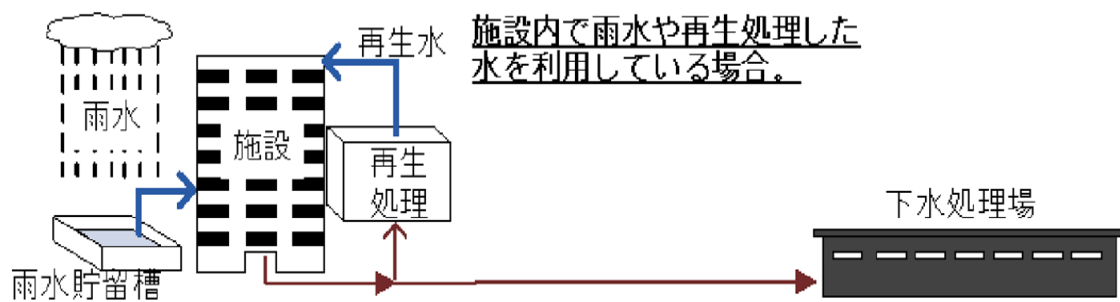 施設内で雨水や再生処理した
水を利用している場合。
再生水
雨水
施設
再生
処理
下水処理場
雨水貯留槽